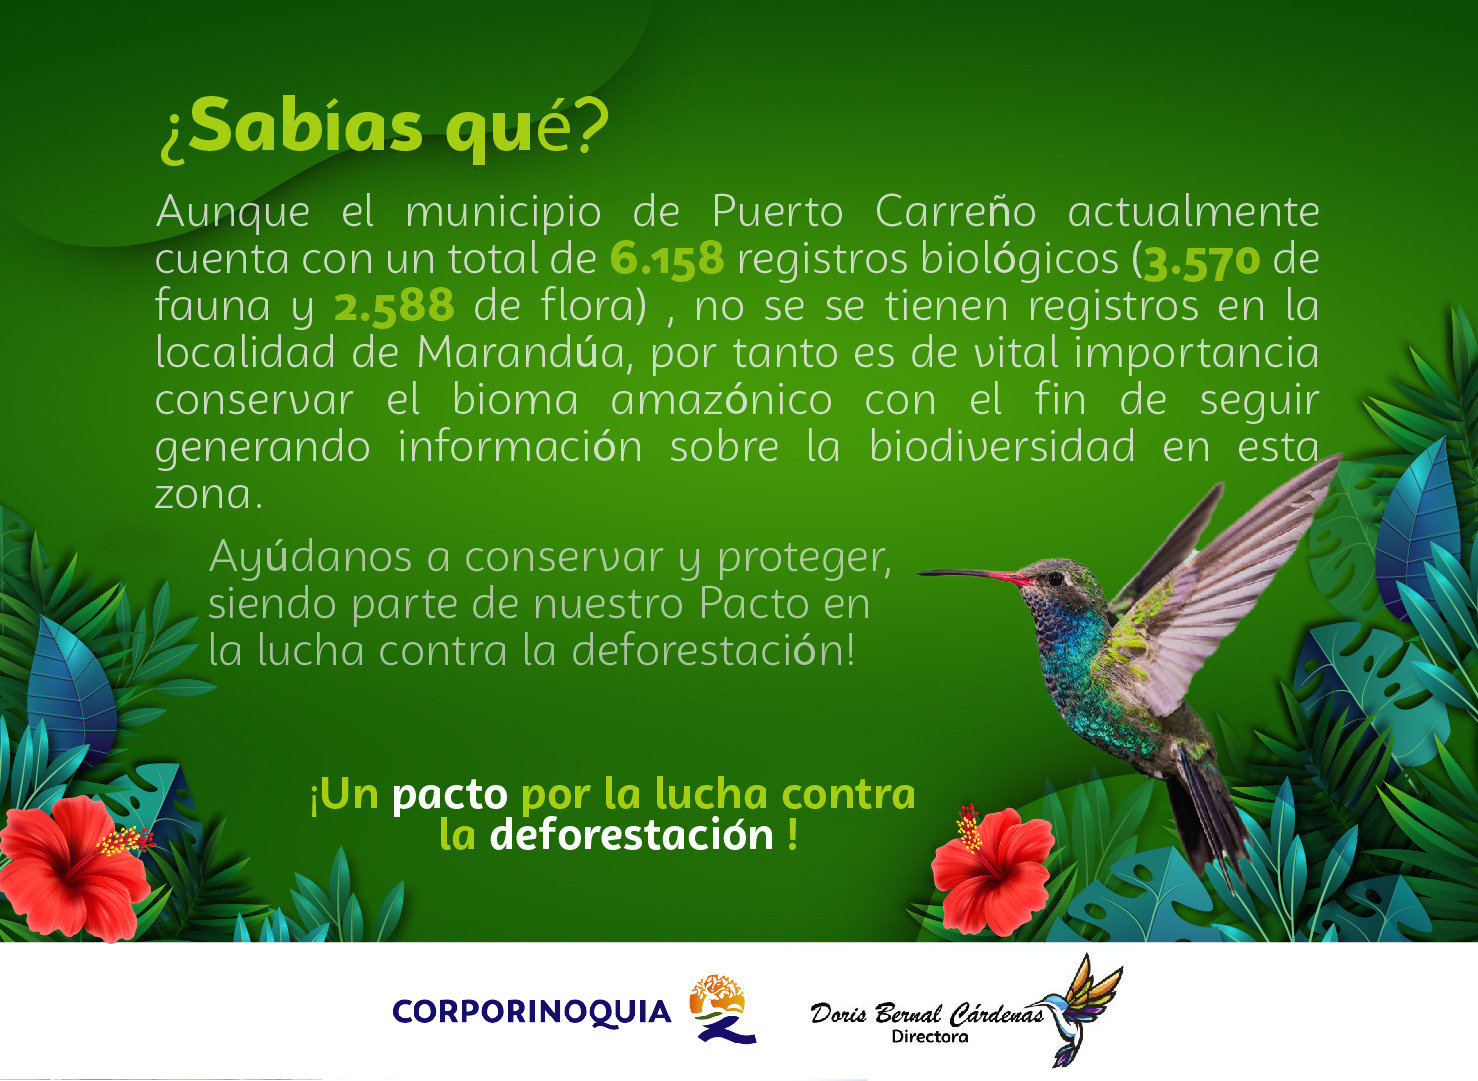 ¿Sabías qué?
Aunque el municipio de Puerto Carreño actualmente
cuenta con un total de 6.158 registros biológicos (3.570 de
fauna y 2.588 de flora) , no se se tienen registros en la
localidad de Marandúa, por tanto es de vital importancia
conservar el bioma amazónico con el fin de seguir
generando información sobre la biodiversidad en esta
zona.
Ayúdanos a conservar y proteger,
siendo parte de nuestro Pacto en
la lucha contra la deforestación!
¡Un pacto por la lucha contra
la deforestación !
CORPORINOQUIA
Doris Bernal Cárdenas
Directora